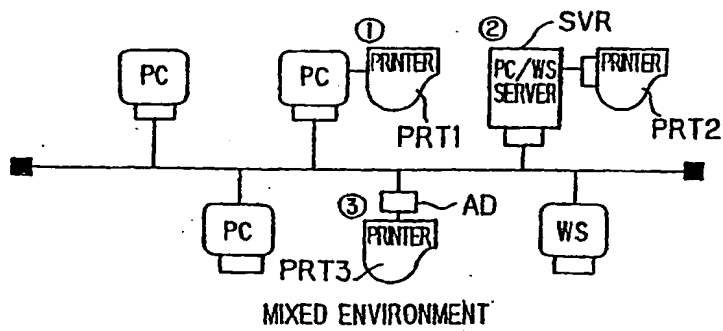 ① ② SVR
PC PC PRINTER PC/WS SERVER PRINTER
PRT1 PRT2
③ AD
PC PRINTER WS
PRT3
MIXED ENVIRONMENT